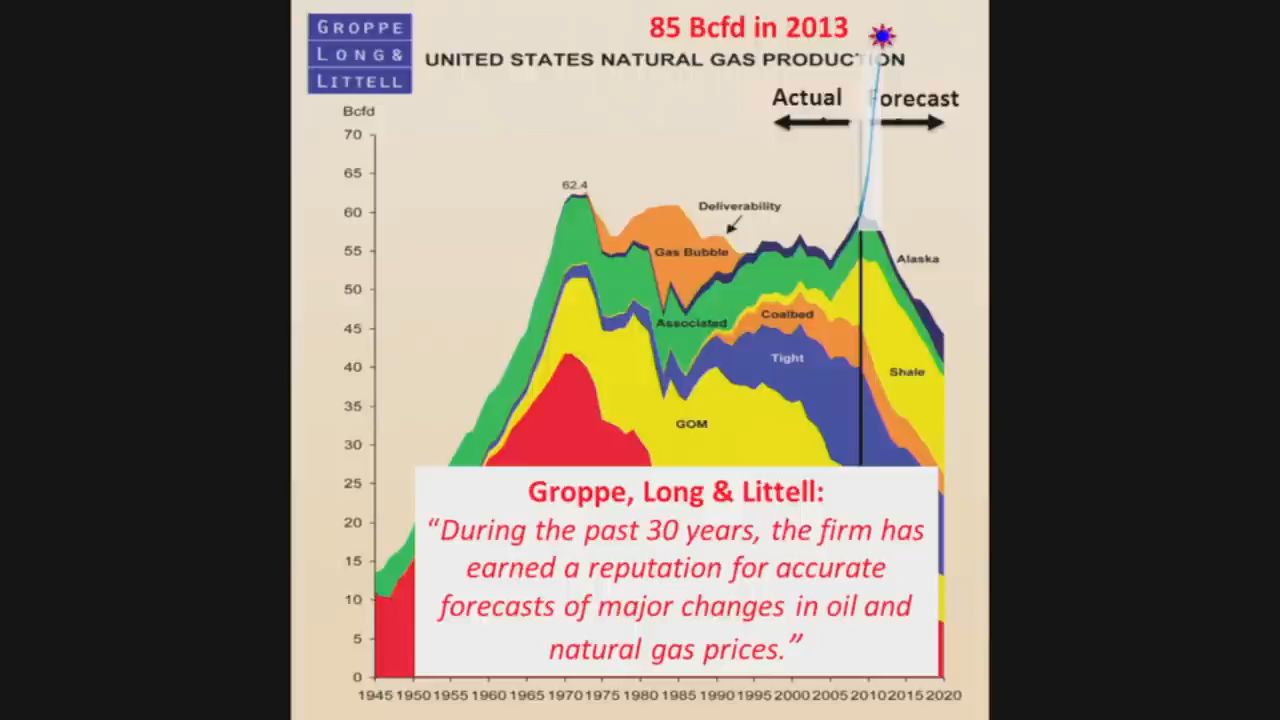 GROPPE
LONG &
LITTELL
85 Bcfd in 2013
UNITED STATES NATURAL GAS PRODUCTION
Actual
Forecast
Bcfd
70
65
60
55
50
45
40
35
30
25
20
15
10
5
0
62.4
Deliverability
Gas Bubble
Alaska
Associated
Coalbed
Tight
Shale
GOM
Groppe, Long & Littell:
“During the past 30 years, the firm has
earned a reputation for accurate
forecasts of major changes in oil and
natural gas prices.”
1945 1950 1955 1960 1965 1970 1975 1980 1985 1990 1995 2000 2005 2010 2015 2020